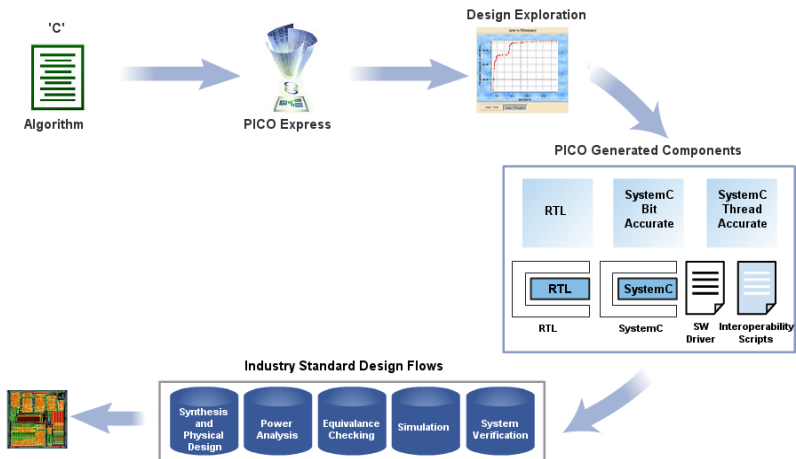 'C'
Algorithm
PICO Express
Design Exploration
PICO Generated Components
RTL
SystemC
Bit
Accurate
SystemC
Thread
Accurate
RTL
SystemC
RTL
SystemC
SW
Driver
Interoperability
Scripts
Industry Standard Design Flows
Synthesis
and
Physical
Design
Power
Analysis
Equivalance
Checking
Simulation
System
Verification